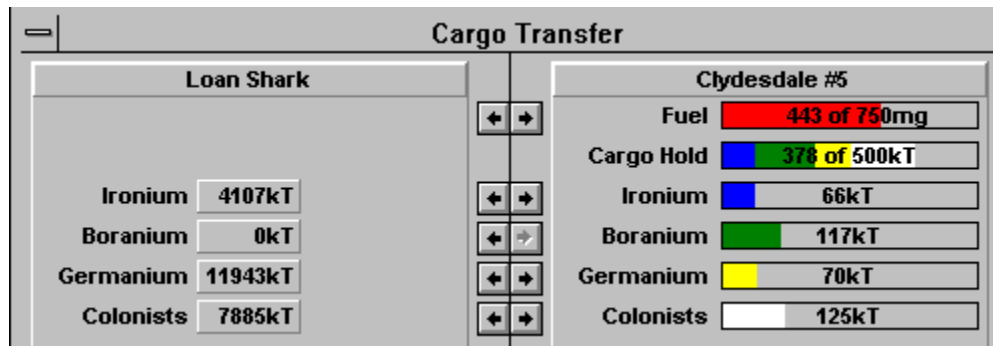 Cargo Transfer
Loan Shark
Clydesdale #5
Fuel 443 of 750mg
Cargo Hold 378 of 500kT
Ironium 4107kT
Ironium 66kT
Boranium 0kT
Boranium 117kT
Germanium 11943kT
Germanium 70kT
Colonists 7885kT
Colonists 125kT